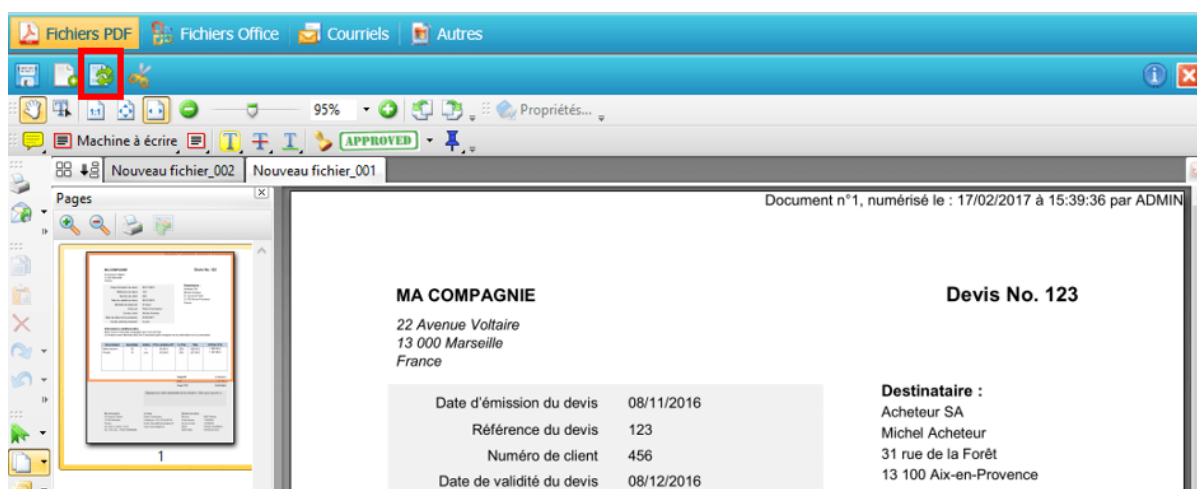 Fichiers PDF Fichiers Office Courriels Autres
1:1 95% Propriétés...
Machine à écrire T T T APPROVED
Nouveau fichier_002 Nouveau fichier_001
Pages
Document n°1, numérisé le : 17/02/2017 à 15:39:36 par ADMIN
MA COMPAGNIE
Devis No. 123
22 Avenue Voltaire
13 000 Marseille
France
Date d'émission du devis 08/11/2016
Référence du devis 123
Numéro de client 456
Date de validité du devis 08/12/2016
Destinataire :
Acheteur SA
Michel Acheteur
31 rue de la Forêt
13 100 Aix-en-Provence
1